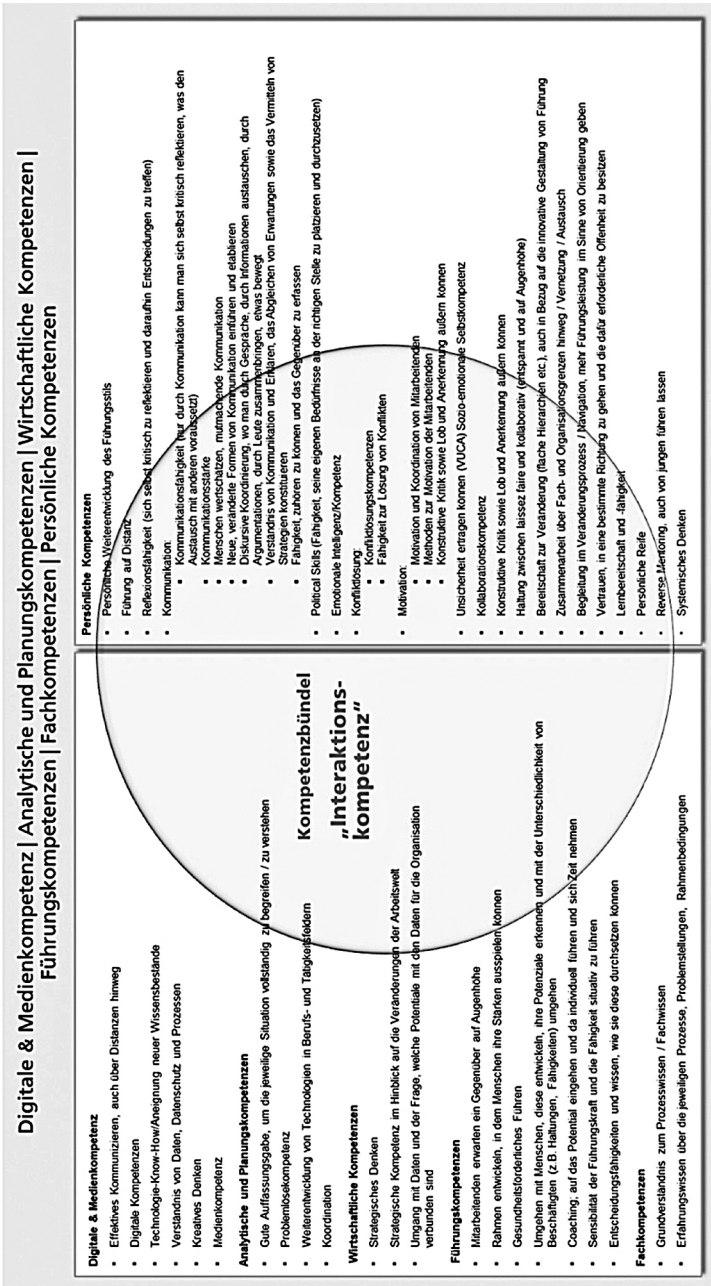 Digitale & Medienkompetenz | Analytische und Planungskompetenzen | Wirtschaftliche Kompetenzen |
Führungskompetenzen | Fachkompetenzen | Persönliche Kompetenzen
Digitale & Medienkompetenz
• Effektives Kommunizieren, auch über Distanzen hinweg
• Digitale Kompetenzen
• Technologie-Know-How/Aneignung neuer Wissensbestände
• Verständnis von Daten, Datenschutz und Prozessen
• Kreatives Denken
• Medienkompetenz
Analytische und Planungskompetenzen
• Gute Auffassungsgabe, um die jeweilige Situation vollständig zu begreifen / zu verstehen
• Problemlösekompetenz
• Weiterentwicklung von Technologien in Berufs- und Tätigkeitsfeldern
• Koordination
Wirtschaftliche Kompetenzen
• Strategisches Denken
• Strategische Kompetenz im Hinblick auf die Veränderungen der Arbeitswelt
• Umgang mit Daten und der Frage, welche Potentiale mit den Daten für die Organisation
verbunden sind
Führungskompetenzen
• Mitarbeitenden erwarten ein Gegenüber auf Augenhöhe
• Rahmen entwickeln, in dem Menschen ihre Stärken ausspielen können
• Gesundheitsförderliches Führen
• Umgehen mit Menschen, diese entwickeln, ihre Potenziale erkennen und mit der Unterschiedlichkeit von
Beschäftigten (z.B. Haltungen, Fähigkeiten) umgehen
• Coaching, auf das Potential eingehen und da individuell führen und sich Zeit nehmen
• Sensibilität der Führungskraft und die Fähigkeit situativ zu führen
• Entscheidungsfähigkeiten und wissen, wie sie diese durchsetzen können
Fachkompetenzen
• Grundverständnis zum Prozesswissen / Fachwissen
• Erfahrungswissen über die jeweiligen Prozesse, Problemstellungen, Rahmenbedingungen
Kompetenzbündel
„Interaktions-
kompetenz“
Persönliche Kompetenzen
• Persönliche Weiterentwicklung des Führungsstils
• Führung auf Distanz
• Reflexionsfähigkeit (sich selbst kritisch zu reflektieren und daraufhin Entscheidungen zu treffen)
• Kommunikation:
• Kommunikationsfähigkeit (nur durch Kommunikation kann man sich selbst kritisch reflektieren, was den
Austausch mit anderen voraussetzt)
• Kommunikationsstärke
• Menschen wertschätzen, mutmachende Kommunikation
• Neue, veränderte Formen von Kommunikation einführen und etablieren
• Diskursive Koordinierung, wo man durch Gespräche, durch Informationen austauschen, durch
Argumentationen, durch Leute zusammenbringen, etwas bewegt
• Verständnis von Kommunikation und Erklären, das Abgleichen von Erwartungen sowie das Vermitteln von
Strategien konstituieren
• Fähigkeit, zuhören zu können und das Gegenüber zu erfassen
• Political Skills (Fähigkeit, seine eigenen Bedürfnisse an der richtigen Stelle zu platzieren und durchzusetzen)
• Emotionale Intelligenz/Kompetenz
• Konfliktlösung:
• Konfliktlösungskompetenzen
• Fähigkeit zur Lösung von Konflikten
• Motivation:
• Motivation und Koordination von Mitarbeitenden
• Methoden zur Motivation der Mitarbeitenden
• Konstruktive Kritik sowie Lob und Anerkennung äußern können
• Unsicherheit ertragen können (VUCA) Sozio-emotionale Selbstkompetenz
• Kollaborationskompetenz
• Konstruktive Kritik sowie Lob und Anerkennung äußern können
• Haltung zwischen laissez faire und kollaborativ (entspannt und auf Augenhöhe)
• Bereitschaft zur Veränderung (flache Hierarchien etc.), auch in Bezug auf die innovative Gestaltung von Führung
• Zusammenarbeit über Fach- und Organisationsgrenzen hinweg / Vernetzung / Austausch
• Begleitung im Veränderungsprozess / Navigation, mehr Führungsleistung im Sinne von Orientierung geben
• Vertrauen, in eine bestimmte Richtung zu gehen und die dafür erforderliche Offenheit zu besitzen
• Lernbereitschaft und -fähigkeit
• Persönliche Reife
• Reverse Mentoring, auch von jungen führen lassen
• Systemisches Denken